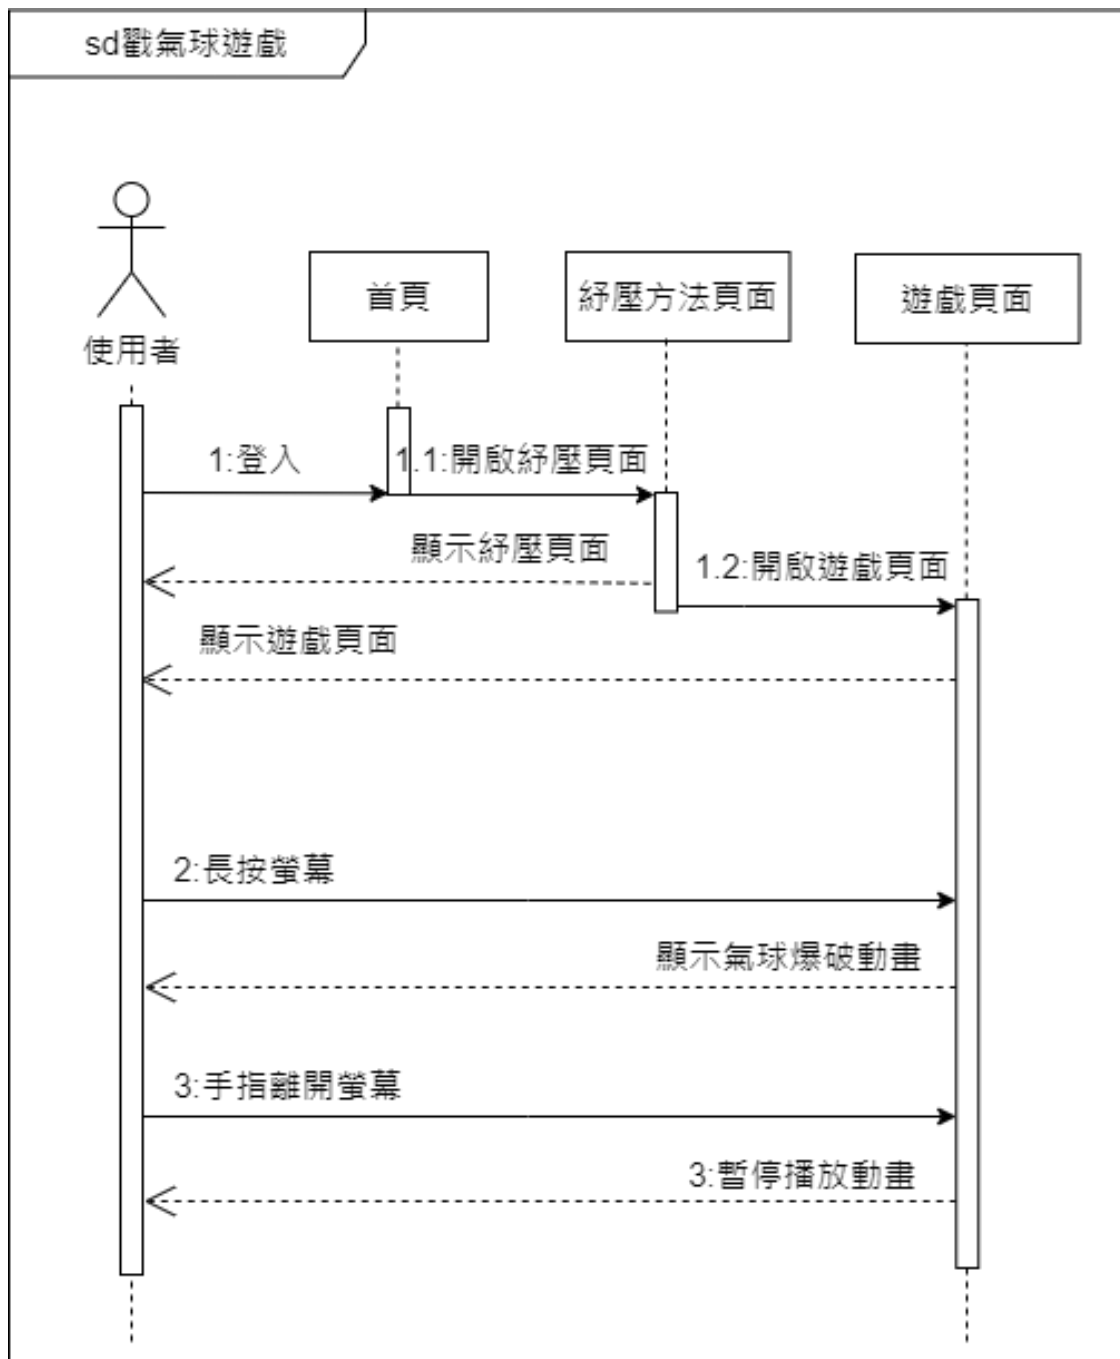 sd戳氣球遊戲
使用者
首頁
紓壓方法頁面
遊戲頁面
1:登入
1.1:開啟紓壓頁面
顯示紓壓頁面
1.2:開啟遊戲頁面
顯示遊戲頁面
2:長按螢幕
顯示氣球爆破動畫
3:手指離開螢幕
3:暫停播放動畫